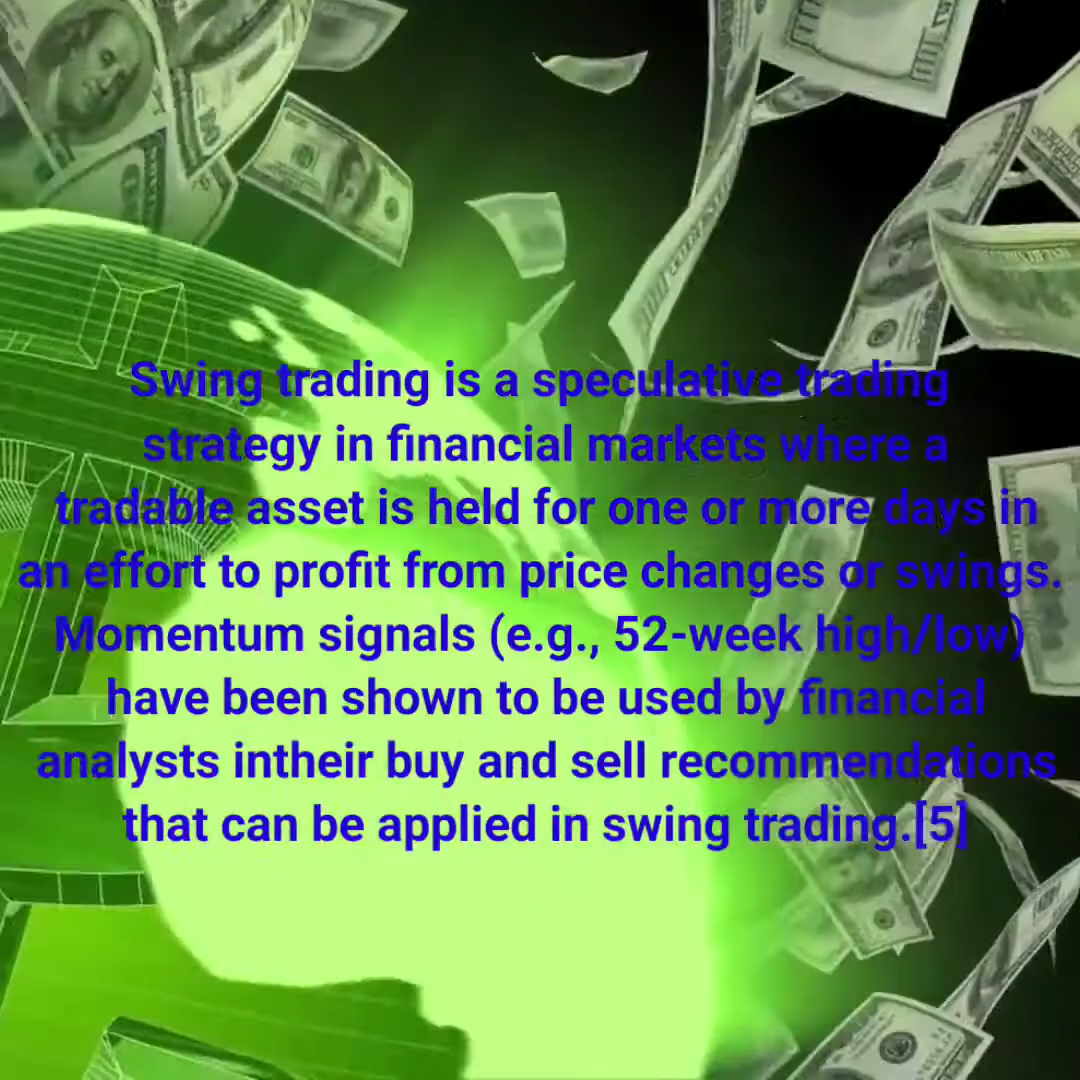 Swing trading is a speculative trading
strategy in financial markets where a
tradable asset is held for one or more days in
an effort to profit from price changes or swings.
Momentum signals (e.g., 52-week high/low)
have been shown to be used by financial
analysts intheir buy and sell recommendations
that can be applied in swing trading.[5]